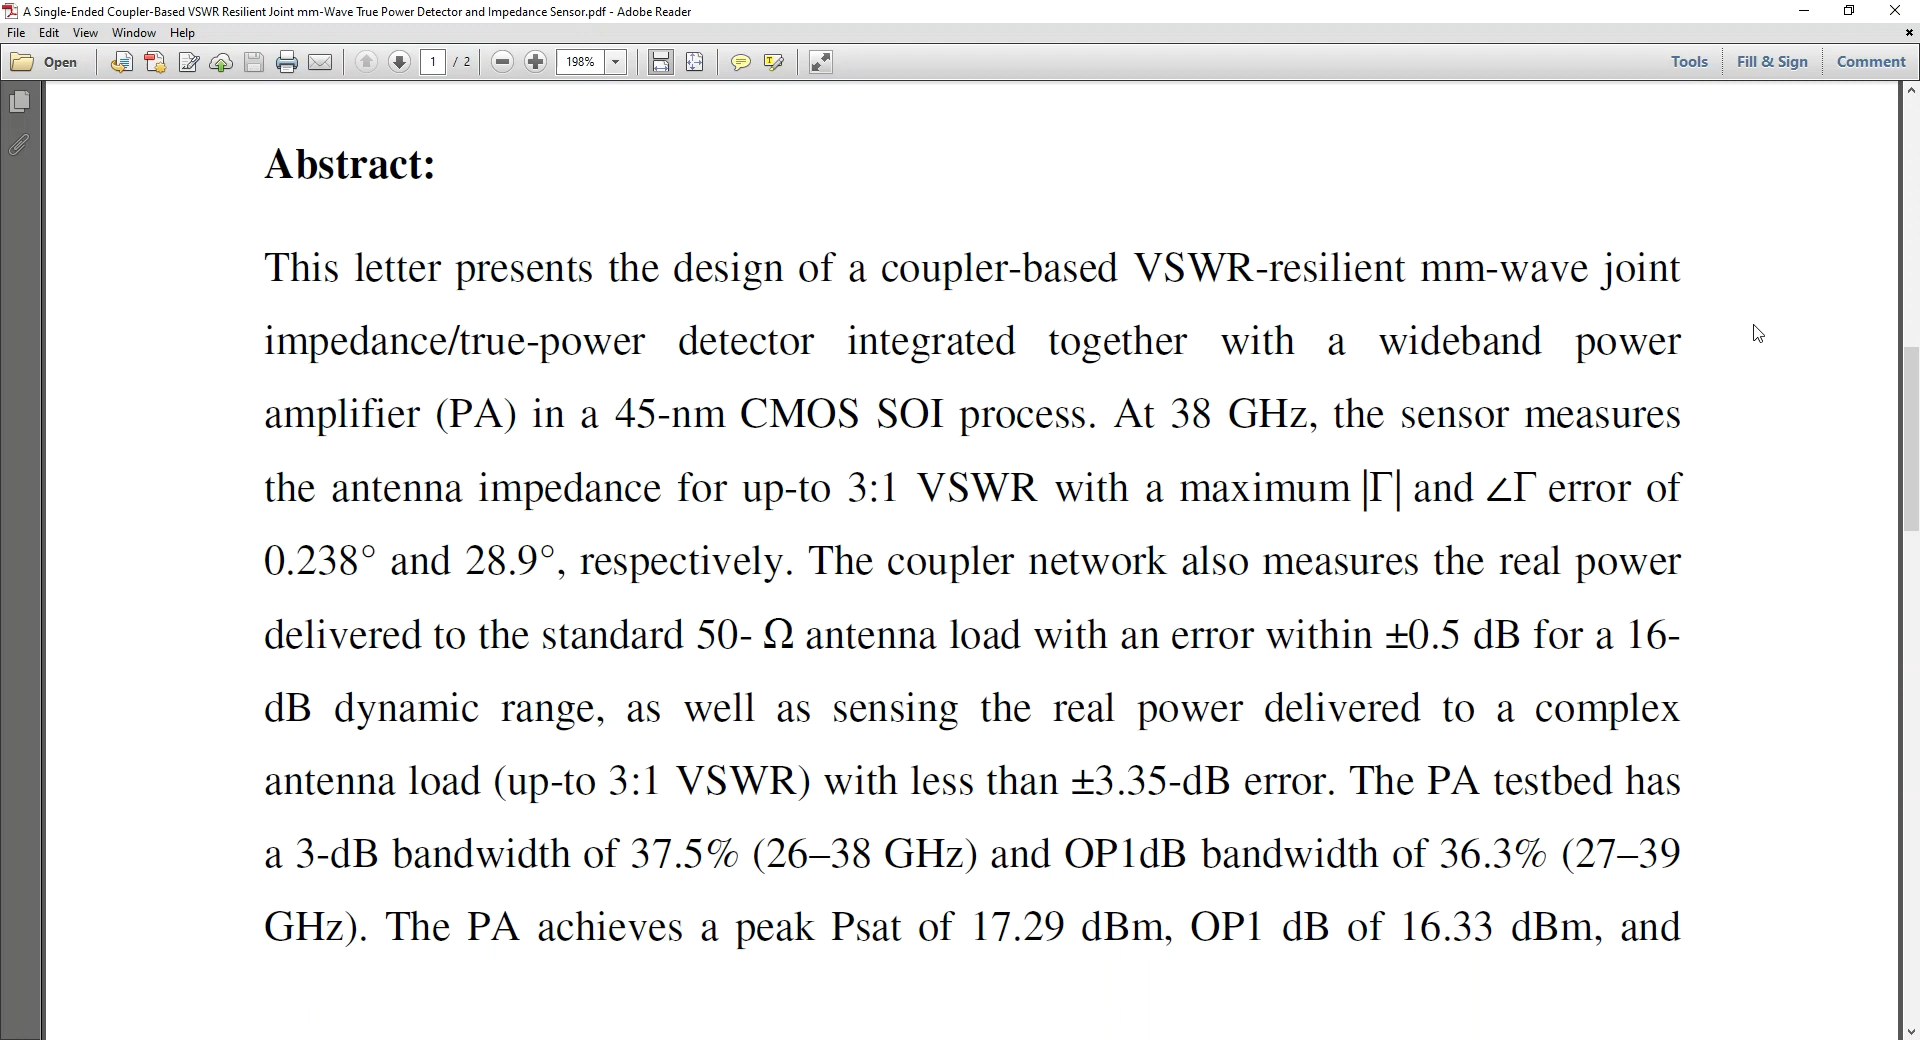 A Single-Ended Coupler-Based VSWR Resilient Joint mm-Wave True Power Detector and Impedance Sensor.pdf - Adobe Reader
File Edit View Window Help
Open 1 / 2 198% Tools Fill & Sign Comment
Abstract:
This letter presents the design of a coupler-based VSWR-resilient mm-wave joint
impedance/true-power detector integrated together with a wideband power
amplifier (PA) in a 45-nm CMOS SOI process. At 38 GHz, the sensor measures
the antenna impedance for up-to 3:1 VSWR with a maximum |Γ| and ∠Γ error of
0.238° and 28.9°, respectively. The coupler network also measures the real power
delivered to the standard 50- Ω antenna load with an error within ±0.5 dB for a 16-
dB dynamic range, as well as sensing the real power delivered to a complex
antenna load (up-to 3:1 VSWR) with less than ±3.35-dB error. The PA testbed has
a 3-dB bandwidth of 37.5% (26–38 GHz) and OP1dB bandwidth of 36.3% (27–39
GHz). The PA achieves a peak Psat of 17.29 dBm, OP1 dB of 16.33 dBm, and